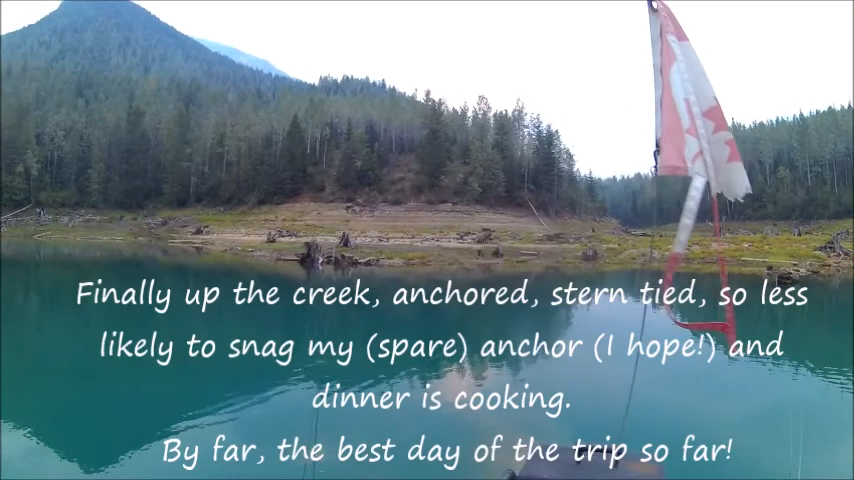 Finally up the creek, anchored, stern tied, so less
likely to snag my (spare) anchor (I hope!) and
dinner is cooking.
By far, the best day of the trip so far!